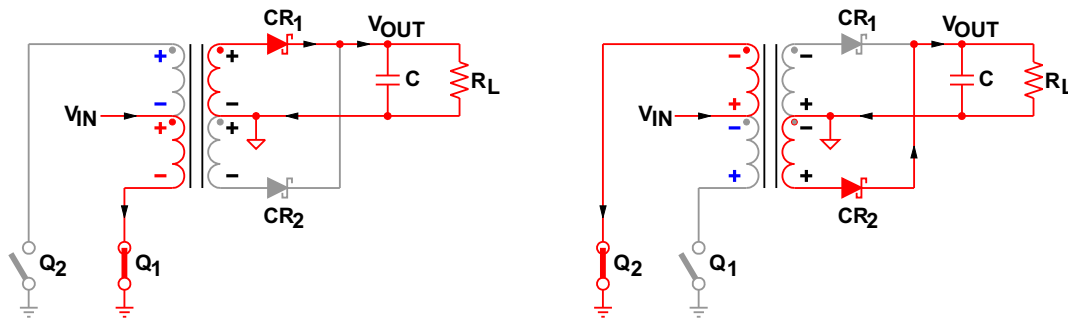 CR1
VOUT
+ +
C
RL
- -
VIN
+ +
- -
CR2
Q2
Q1
CR1
VOUT
- -
C
RL
+ +
VIN
- -
+ +
CR2
Q2
Q1